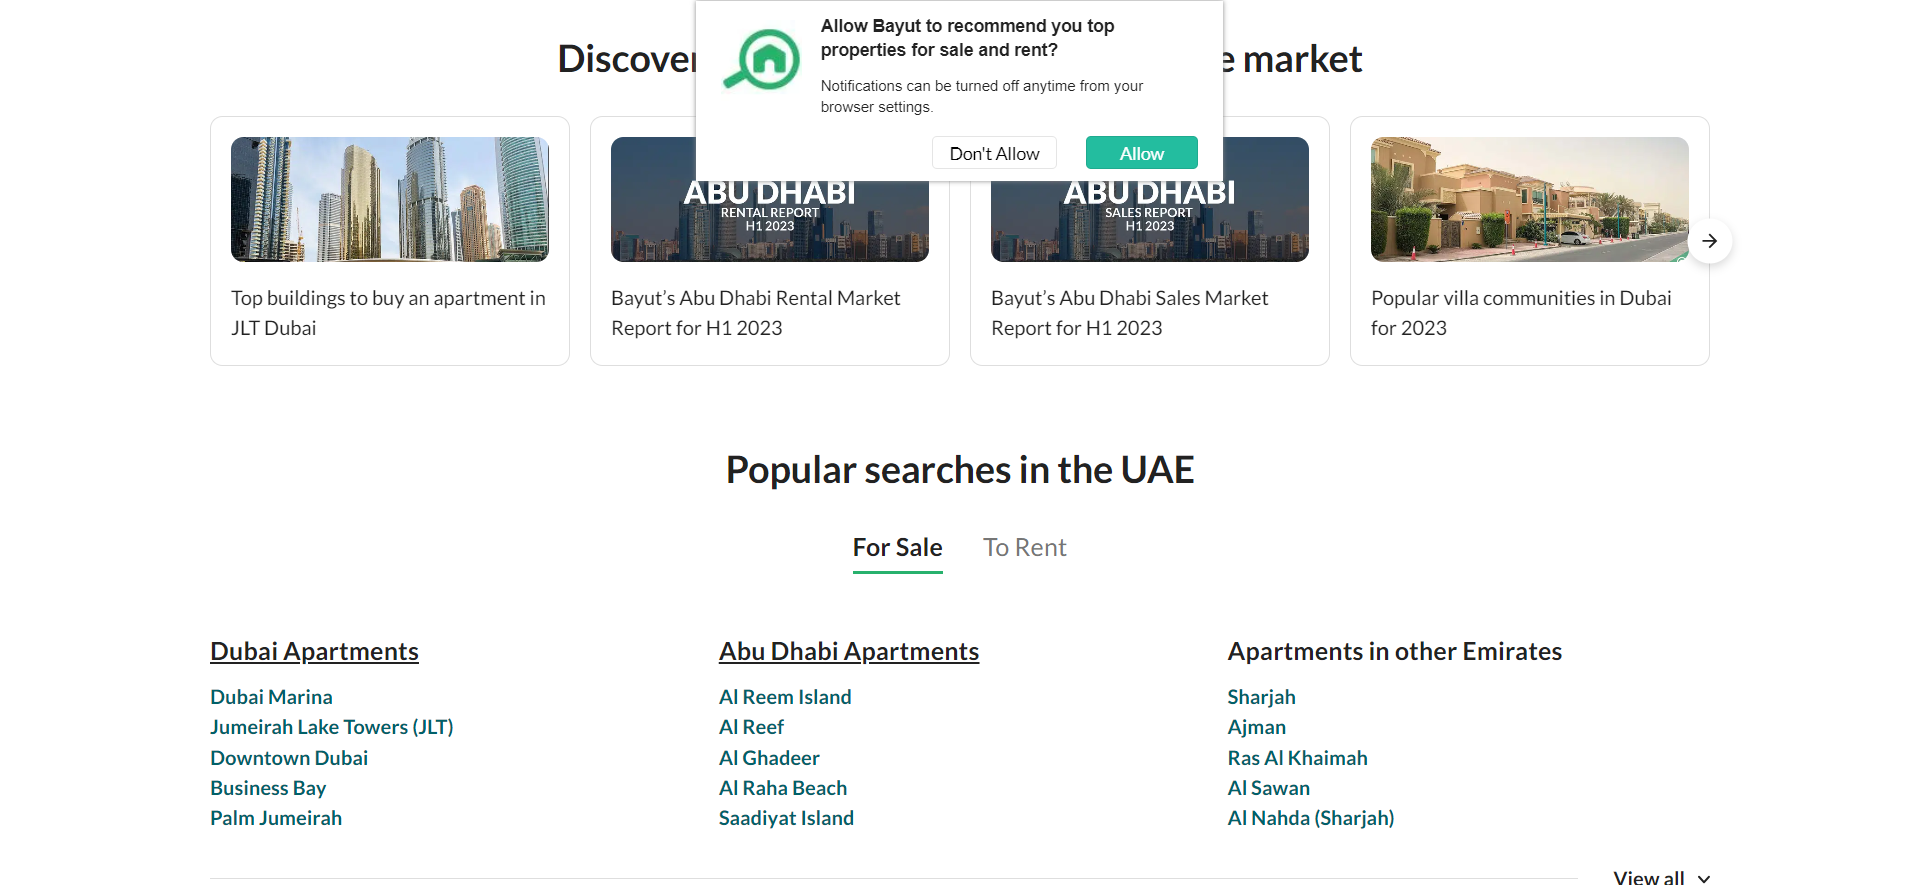 Allow Bayut to recommend you top
properties for sale and rent?
Notifications can be turned off anytime from your
browser settings.
Don't Allow
Allow
Discover
e market
ABU DHABI
RENTAL REPORT
H1 2023
ABU DHABI
SALES REPORT
H1 2023
Top buildings to buy an apartment in
JLT Dubai
Bayut’s Abu Dhabi Rental Market
Report for H1 2023
Bayut’s Abu Dhabi Sales Market
Report for H1 2023
Popular villa communities in Dubai
for 2023
Popular searches in the UAE
For Sale
To Rent
Dubai Apartments
Dubai Marina
Jumeirah Lake Towers (JLT)
Downtown Dubai
Business Bay
Palm Jumeirah
Abu Dhabi Apartments
Al Reem Island
Al Reef
Al Ghadeer
Al Raha Beach
Saadiyat Island
Apartments in other Emirates
Sharjah
Ajman
Ras Al Khaimah
Al Sawan
Al Nahda (Sharjah)
View all